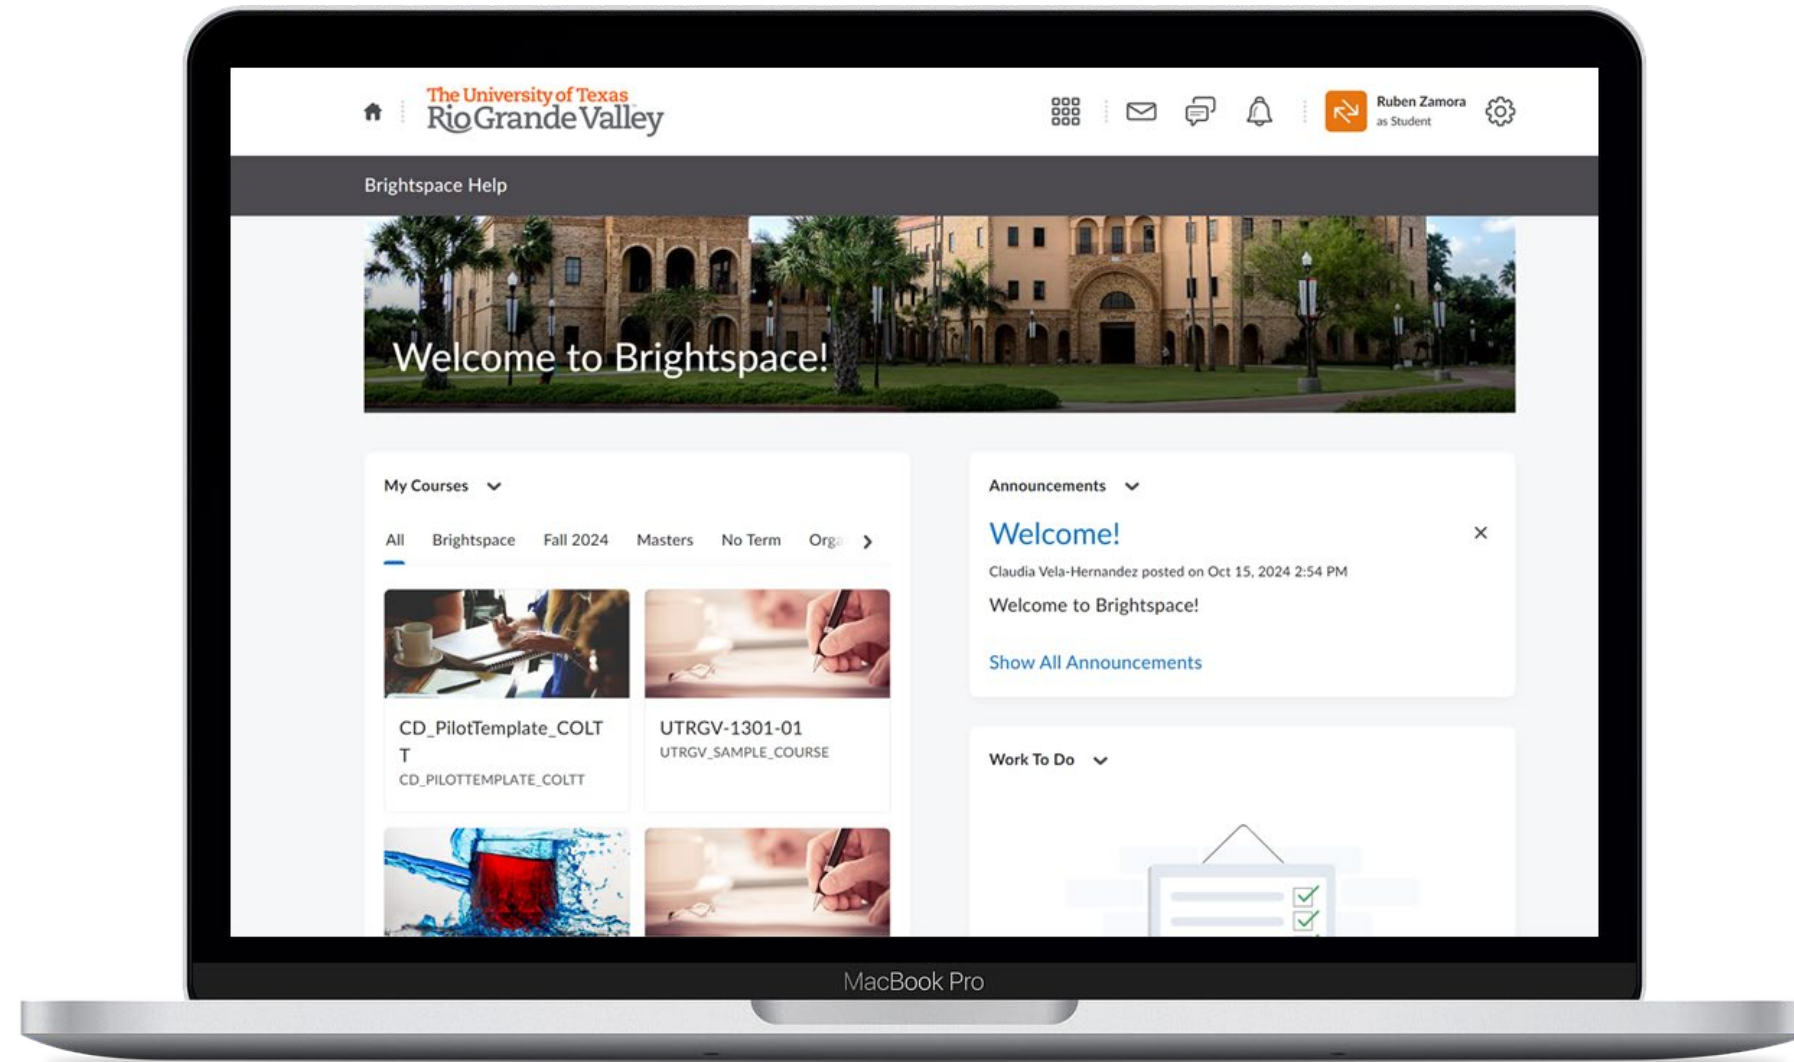 The University of Texas
Rio Grande Valley
Ruben Zamora
as Student
Brightspace Help
Welcome to Brightspace!
My Courses
All Brightspace Fall 2024 Masters No Term Orga
CD_PilotTemplate_COLT
T
CD_PILOTTEMPLATE_COLTT
UTRGV-1301-01
UTRGV_SAMPLE_COURSE
Announcements
Welcome!
Claudia Vela-Hernandez posted on Oct 15, 2024 2:54 PM
Welcome to Brightspace!
Show All Announcements
Work To Do
MacBook Pro